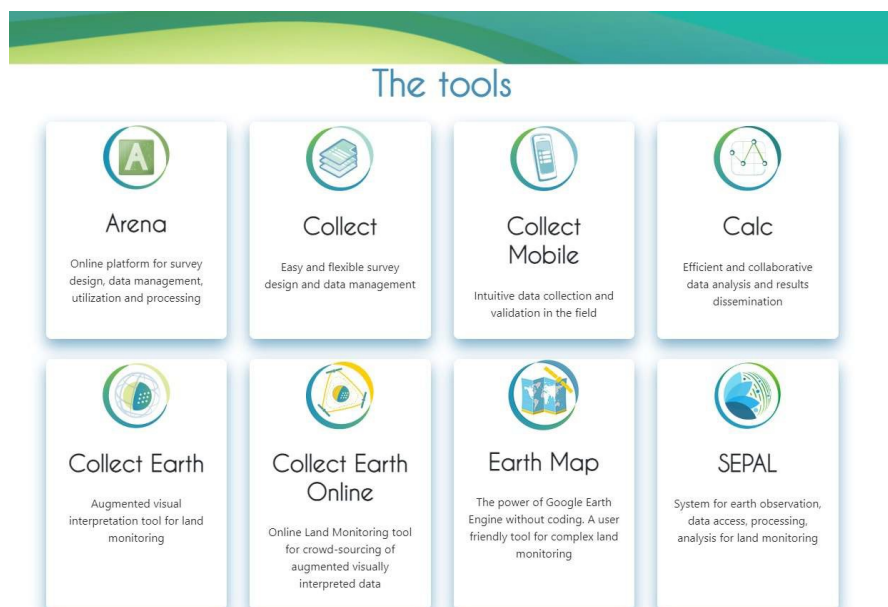 The tools
A
Arena
Online platform for survey
design, data management,
utilization and processing
Collect
Easy and flexible survey
design and data management
Collect
Mobile
Intuitive data collection and
validation in the field
Calc
Efficient and collaborative
data analysis and results
dissemination
Collect Earth
Augmented visual
interpretation tool for land
monitoring
Collect Earth
Online
Online Land Monitoring tool
for crowd-sourcing of
augmented visually
interpreted data
Earth Map
The power of Google Earth
Engine without coding. A user
friendly tool for complex land
monitoring
SEPAL
System for earth observation,
data access, processing,
analysis for land monitoring